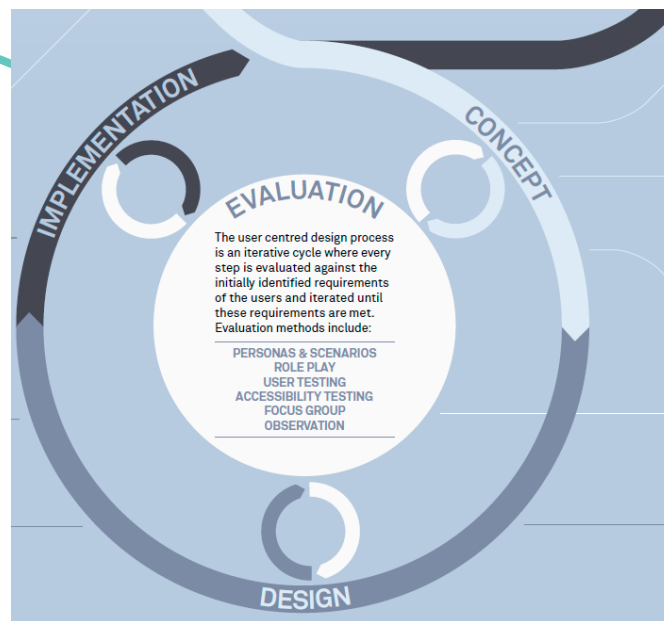 IMPLEMENTATION
CONCEPT
EVALUATION
The user centred design process
is an iterative cycle where every
step is evaluated against the
initially identified requirements
of the users and iterated until
these requirements are met.
Evaluation methods include:
PERSONAS & SCENARIOS
ROLE PLAY
USER TESTING
ACCESSIBILITY TESTING
FOCUS GROUP
OBSERVATION
DESIGN